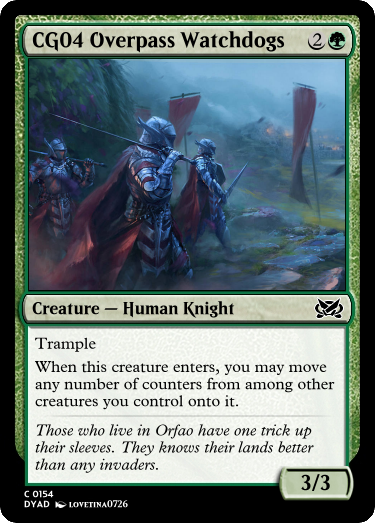 CG04 Overpass Watchdogs 2
Creature — Human Knight
Trample
When this creature enters, you may move
any number of counters from among other
creatures you control onto it.
Those who live in Orfao have one trick up
their sleeves. They knows their lands better
than any invaders.
3/3
C 0154
DYAD LOVETINA0726